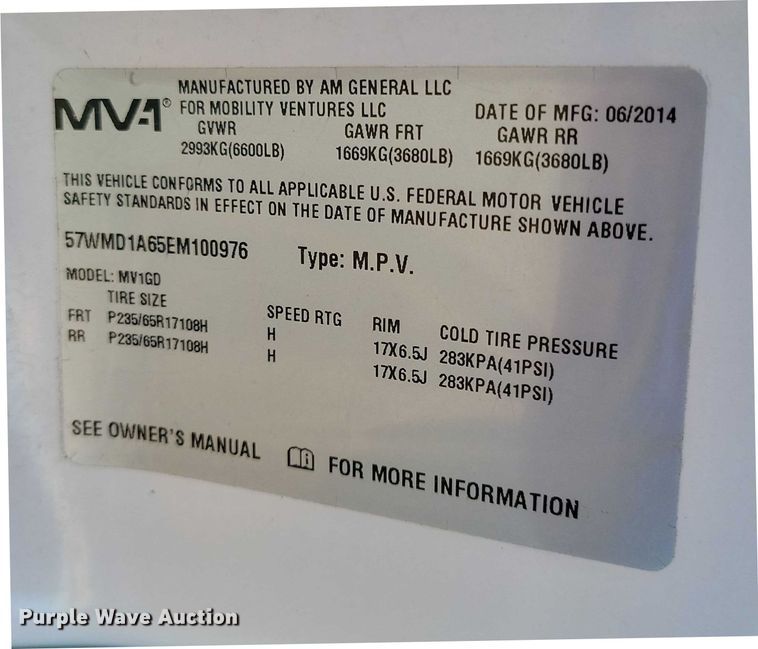 MV-1® MANUFACTURED BY AM GENERAL LLC
FOR MOBILITY VENTURES LLC DATE OF MFG: 06/2014
GVWR GAWR FRT GAWR RR
2993KG(6600LB) 1669KG(3680LB) 1669KG(3680LB)
THIS VEHICLE CONFORMS TO ALL APPLICABLE U.S. FEDERAL MOTOR VEHICLE
SAFETY STANDARDS IN EFFECT ON THE DATE OF MANUFACTURE SHOWN ABOVE.
57WMD1A65EM100976 Type: M.P.V.
MODEL: MV1GD
TIRE SIZE SPEED RTG RIM COLD TIRE PRESSURE
FRT P235/65R17108H H 17X6.5J 283KPA(41PSI)
RR P235/65R17108H H 17X6.5J 283KPA(41PSI)
SEE OWNER'S MANUAL FOR MORE INFORMATION
Purple Wave Auction